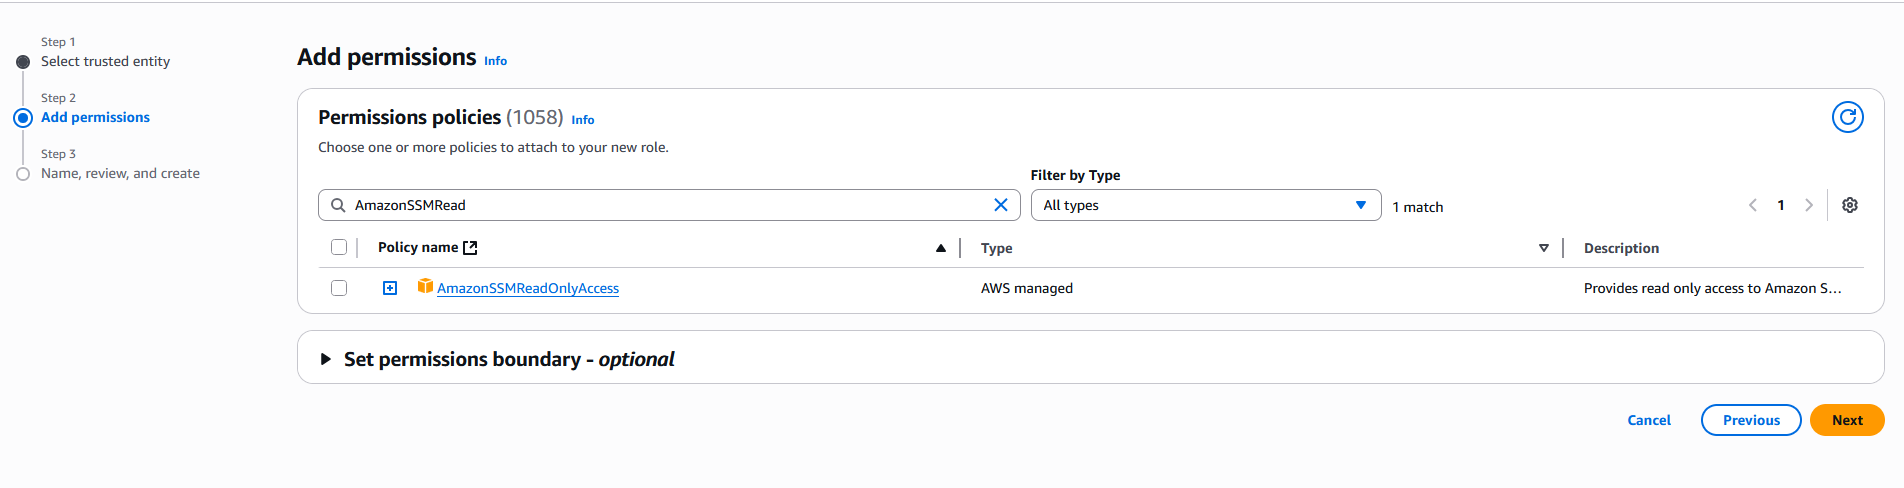 Step 1
Select trusted entity
Step 2
Add permissions
Step 3
Name, review, and create
Add permissions Info
Permissions policies (1058) Info
Choose one or more policies to attach to your new role.
Filter by Type
AmazonSSMRead
All types
1 match
1
Policy name
Type
Description
AmazonSSMReadOnlyAccess
AWS managed
Provides read only access to Amazon S...
Set permissions boundary - optional
Cancel
Previous
Next